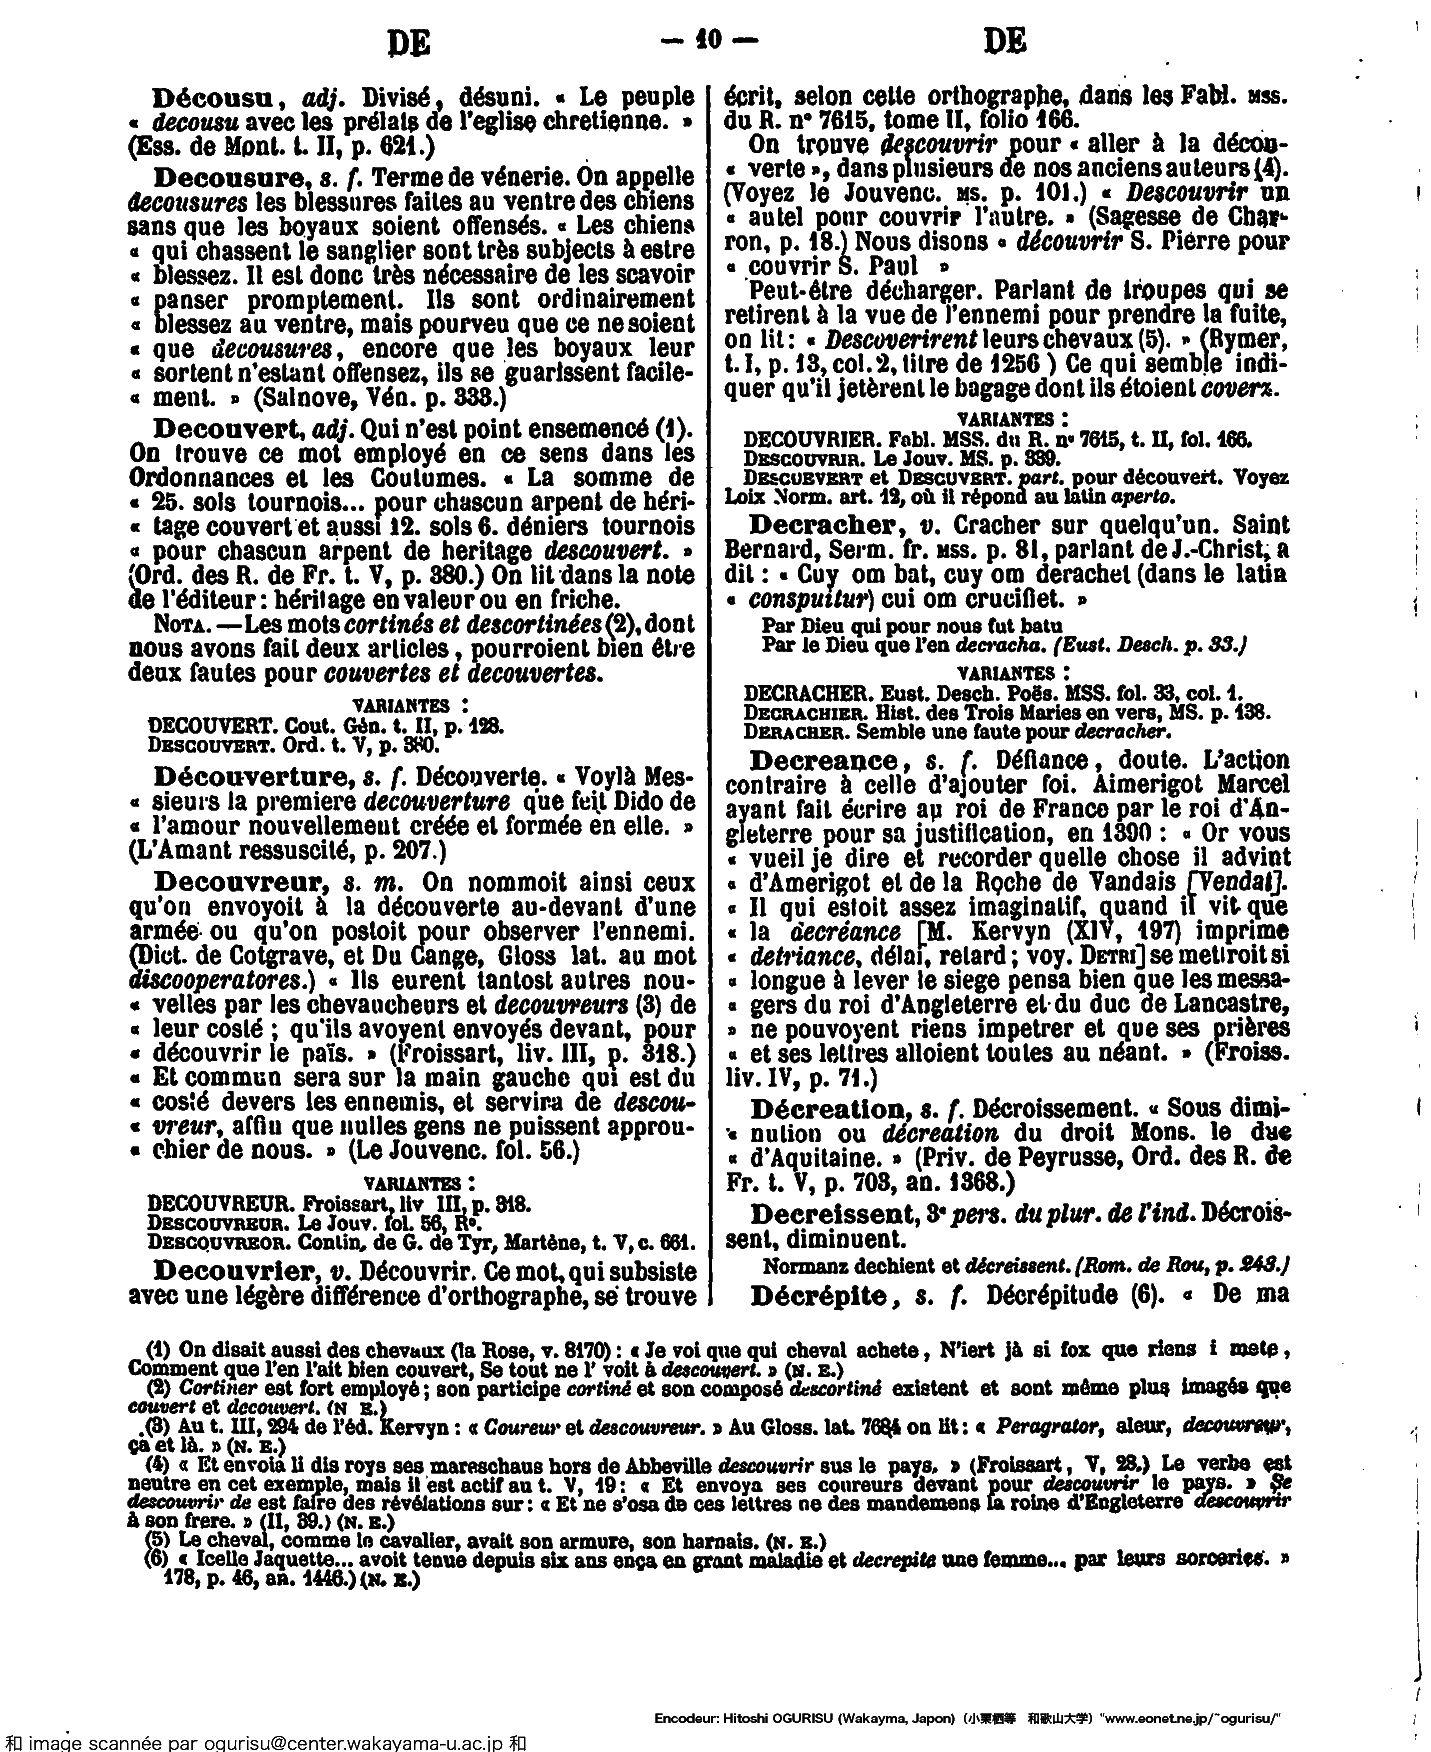 DE
— 10 —
DE
Décousu, adj. Divisé, désuni. « Le peuple
« decousu avec les prélats de l'eglise chretienne. »
(Ess. de Mont. t. II, p. 621.)
Decousure, s. f. Terme de vénerie. On appelle
decousures les blessures faites au ventre des chiens
sans que les boyaux soient offensés. « Les chiens
« qui chassent le sanglier sont très subjects à estre
« blessez. Il est donc très nécessaire de les scavoir
« panser promptement. Ils sont ordinairement
« blessez au ventre, mais pourveu que ce ne soient
« que decousures, encore que les boyaux leur
« sortent n'estant offensez, ils se guarissent facile-
« ment. » (Salnove, Vén. p. 333.)
Decouvert, adj. Qui n'est point ensemencé (1).
On trouve ce mot employé en ce sens dans les
Ordonnances et les Coutumes. « La somme de
« 25. sols tournois... pour chascun arpent de héri-
« tage couvert et aussi 12. sols 6. déniers tournois
« pour chascun arpent de heritage descouvert. »
(Ord. des R. de Fr. t. V, p. 380.) On lit dans la note
de l'éditeur : héritage en valeur ou en friche.
NOTA. — Les mots cortinés et descortinées (2), dont
nous avons fait deux articles, pourroient bien être
deux fautes pour couvertes et decouvertes.
VARIANTES :
DECOUVERT. Cout. Gén. t. II, p. 128.
DESCOUVERT. Ord. t. V, p. 380.
Découverture, s. f. Découverte. « Voylà Mes-
« sieurs la premiere decouverture que feit Dido de
« l'amour nouvellement créée et formée en elle. »
(L'Amant ressuscité, p. 207.)
Decouvreur, s. m. On nommoit ainsi ceux
qu'on envoyoit à la découverte au-devant d'une
armée ou qu'on postoit pour observer l'ennemi.
(Dict. de Cotgrave, et Du Cange, Gloss lat. au mot
discooperatores.) « Ils eurent tantost autres nou-
« velles par les chevaucheurs et decouvreurs (3) de
« leur costé ; qu'ils avoyent envoyés devant, pour
« découvrir le païs. » (Froissart, liv. III, p. 318.)
« Et commun sera sur la main gauche qui est du
« costé devers les ennemis, et servira de descou-
« vreur, affin que nulles gens ne puissent approu-
« chier de nous. » (Le Jouvenc. fol. 56.)
VARIANTES :
DECOUVREUR. Froissart, liv III, p. 318.
DESCOUVREUR. Le Jouv. fol. 56, R°.
DESCOUVREOR. Contin. de G. de Tyr, Martène, t. V, c. 661.
Decouvrier, v. Découvrir. Ce mot, qui subsiste
avec une légère différence d'orthographe, se trouve
écrit, selon cette orthographe, dans les Fabl. MSS.
du R. n° 7615, tome II, folio 166.
On trouve descouvrir pour « aller à la décou-
« verte », dans plusieurs de nos anciens auteurs (4).
(Voyez le Jouvenc. MS. p. 101.) « Descouvrir un
« autel pour couvrir l'autre. » (Sagesse de Char-
ron, p. 18.) Nous disons « découvrir S. Pierre pour
« couvrir S. Paul »
Peut-être décharger. Parlant de troupes qui se
retirent à la vue de l'ennemi pour prendre la fuite,
on lit : « Descoverirent leurs chevaux (5). » (Rymer,
t. I, p. 13, col. 2, titre de 1256 ) Ce qui semble indi-
quer qu'il jetèrent le bagage dont ils étoient coverz.
VARIANTES :
DECOUVRIER. Fabl. MSS. du R. n° 7615, t. II, fol. 166.
DESCOUVRIR. Le Jouv. MS. p. 339.
DESCUEVERT et DESCUVERT. part. pour découvert. Voyez
Loix Norm. art. 12, où il répond au latin aperto.
Decracher, v. Cracher sur quelqu'un. Saint
Bernard, Serm. fr. MSS. p. 81, parlant de J.-Christ, a
dit : « Cuy om bat, cuy om derachet (dans le latin
« conspuitur) cui om crucifiet. »
Par Dieu qui pour nous fut batu
Par le Dieu que l'en decracha. (Eust. Desch. p. 33.)
VARIANTES :
DECRACHER. Eust. Desch. Poës. MSS. fol. 33, col. 1.
DECRACHIER. Hist. des Trois Maries en vers, MS. p. 138.
DERACHER. Semble une faute pour decracher.
Decreance, s. f. Défiance, doute. L'action
contraire à celle d'ajouter foi. Aimerigot Marcel
ayant fait écrire au roi de France par le roi d'An-
gleterre pour sa justification, en 1390 : « Or vous
« vueil je dire et recorder quelle chose il advint
« d'Amerigot et de la Roche de Vandais [Vendat].
« Il qui estoit assez imaginatif, quand il vit que
« la decréance [M. Kervyn (XIV, 197) imprime
« detriance, délai, retard ; voy. DETRI] se mettroit si
« longue à lever le siege pensa bien que les messa-
« gers du roi d'Angleterre et du duc de Lancastre,
» ne pouvoyent riens impetrer et que ses prières
« et ses lettres alloient toutes au néant. » (Froiss.
liv. IV, p. 71.)
Décreation, s. f. Décroissement. « Sous dimi-
« nution ou décreation du droit Mons. le duc
« d'Aquitaine. » (Priv. de Peyrusse, Ord. des R. de
Fr. t. V, p. 703, an. 1368.)
Decreissent, 3e pers. du plur. de l'ind. Décrois-
sent, diminuent.
Normanz dechient et décreissent. (Rom. de Rou, p. 243.)
Décrépite, s. f. Décrépitude (6). « De ma
(1) On disait aussi des chevaux (la Rose, v. 8170) : « Je voi que qui cheval achete, N'iert jà si fox que riens i mete,
Comment que l'en l'ait bien couvert, Se tout ne l' voit à descouvert. » (N. E.)
(2) Cortiner est fort employé ; son participe cortiné et son composé descortiné existent et sont même plus imagés que
couvert et decouvert. (N E.)
(3) Au t. III, 294 de l'éd. Kervyn : « Coureur et descouvreur. » Au Gloss. lat. 7684 on lit : « Peragrator, aleur, decouvreur,
ça et là. » (N. E.)
(4) « Et envoia li dis roys ses mareschaus hors de Abbeville descouvrir sus le pays. » (Froissart, V, 23.) Le verbe est
neutre en cet exemple, mais il est actif au t. V, 19 : « Et envoya ses coureurs devant pour descouvrir le pays. » Se
descouvrir de est faire des révélations sur : « Et ne s'osa de ces lettres ne des mandemens la roine d'Engleterre descouvrir
à son frere. » (II, 39.) (N. E.)
(5) Le cheval, comme le cavalier, avait son armure, son harnais. (N. E.)
(6) « Icelle Jaquette... avoit tenue depuis six ans ença en grant maladie et decrepite une femme... par leurs sorceries. »
178, p. 46, an. 1446.) (N. E.)
Encodeur: Hitoshi OGURISU (Wakayma, Japon) (小栗栖等 和歌山大学) "www.eonet.ne.jp/~ogurisu/"
和 image scannée par ogurisu@center.wakayama-u.ac.jp 和